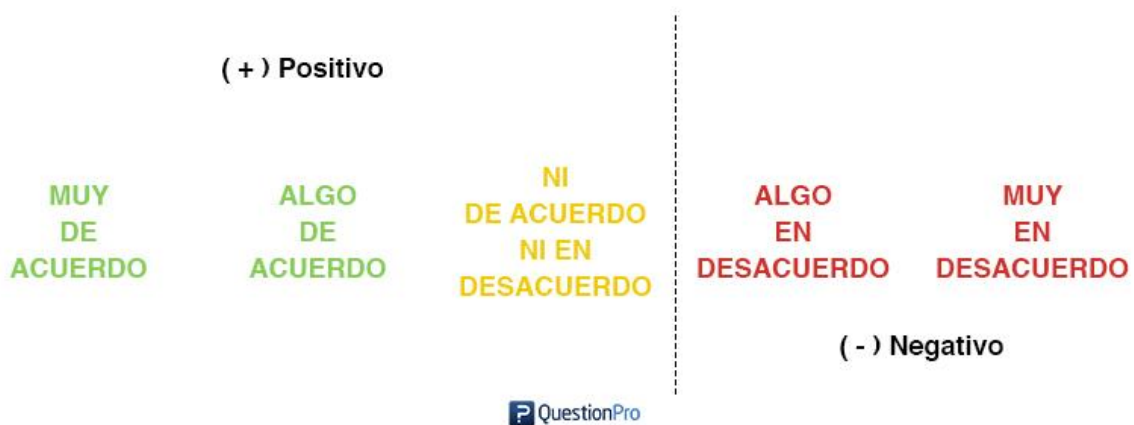 ( + ) Positivo
MUY
DE
ACUERDO
ALGO
DE
ACUERDO
NI
DE ACUERDO
NI EN
DESACUERDO
ALGO
EN
DESACUERDO
MUY
EN
DESACUERDO
( - ) Negativo
QuestionPro